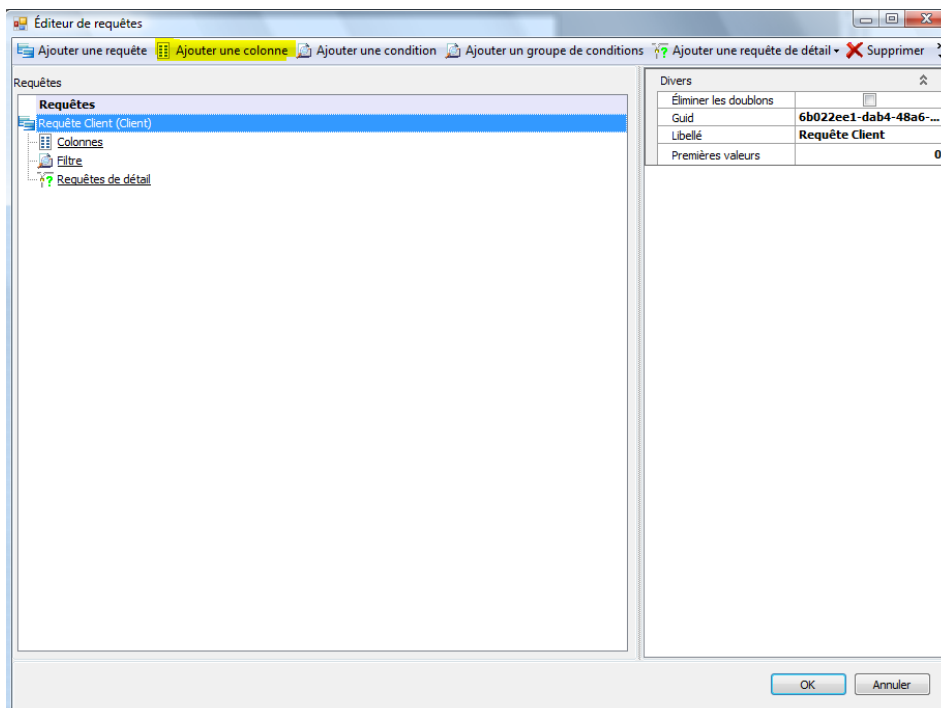 Éditeur de requêtes
Ajouter une requête Ajouter une colonne Ajouter une condition Ajouter un groupe de conditions Ajouter une requête de détail Supprimer
Requêtes
Requêtes
Requête Client (Client)
Colonnes
Filtre
Requêtes de détail
Divers
Éliminer les doublons
Guid 6b022ee1-dab4-48a6-...
Libellé Requête Client
Premières valeurs 0
OK Annuler